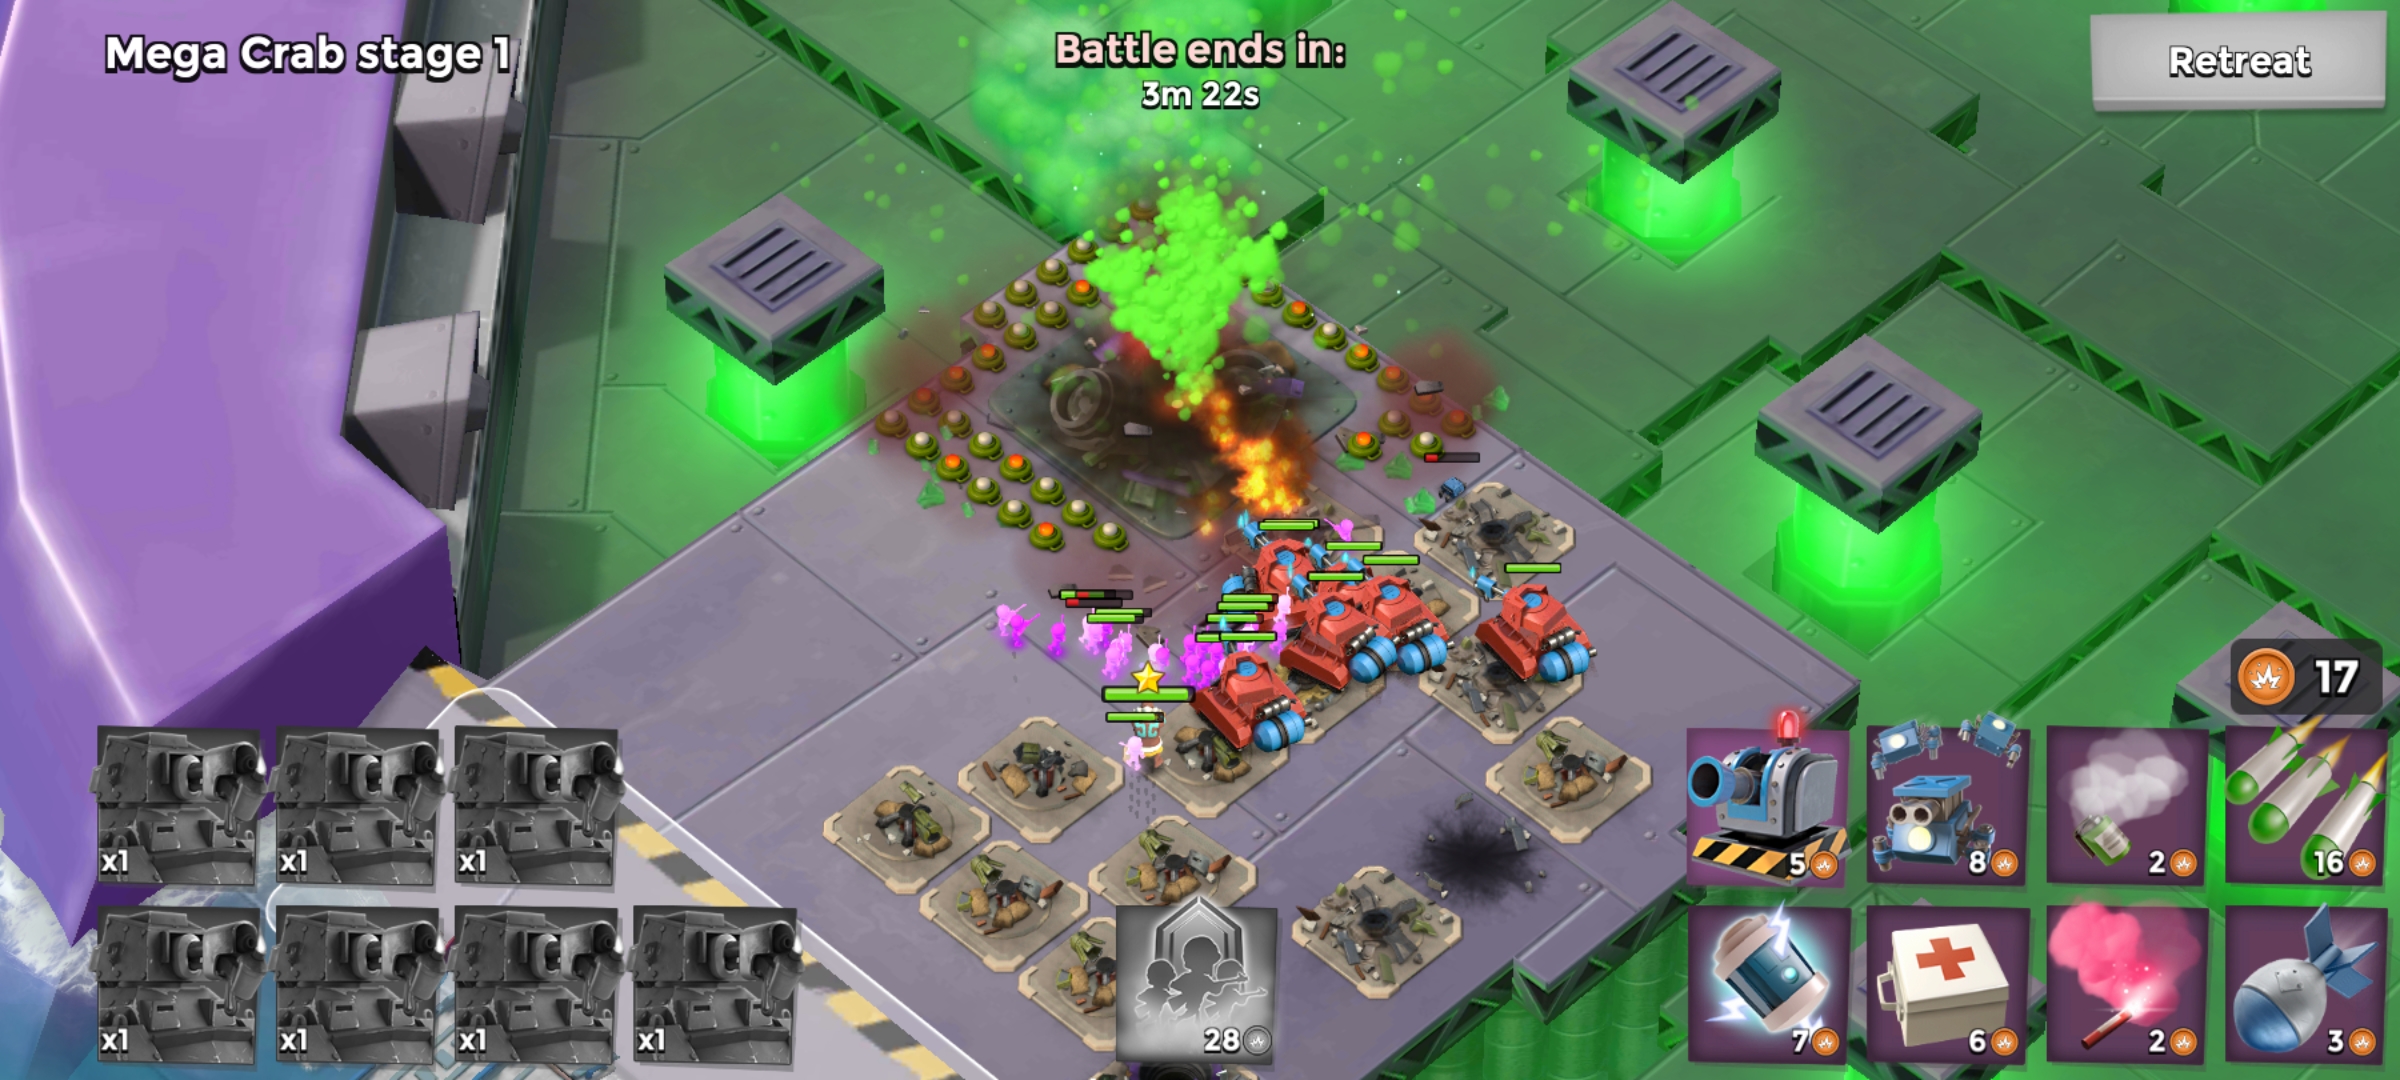 Mega Crab stage 1
Battle ends in:
3m 22s
Retreat
17
x1
x1
x1
5
8
2
16
x1
x1
x1
x1
28
7
6
2
3